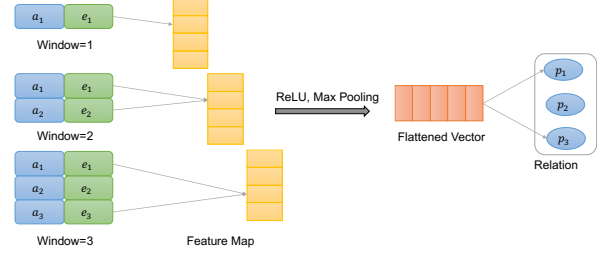 a₁ e₁
Window=1
a₁ e₁
a₂ e₂
Window=2
a₁ e₁
a₂ e₂
a₃ e₃
Window=3
Feature Map
ReLU, Max Pooling
Flattened Vector
p₁
p₂
p₃
Relation